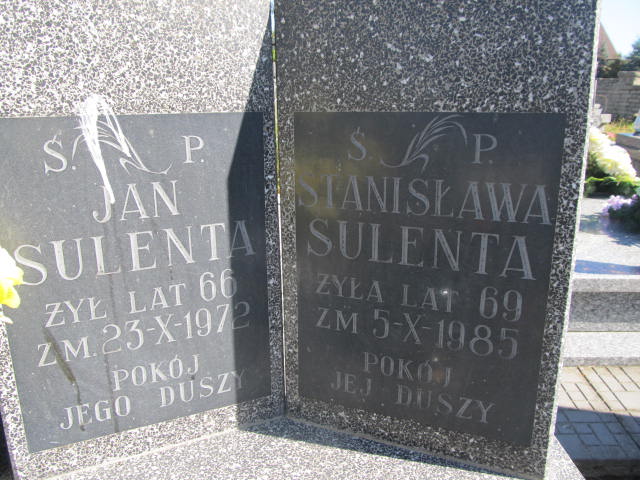 Ś. P.
JAN
SULENTA
ŻYŁ LAT 66
ZM. 23-X-1972
POKÓJ
JEGO DUSZY
Ś P.
STANISŁAWA
SULENTA
ŻYŁA LAT 69
ZM 5-X-1985
POKÓJ
JEJ DUSZY